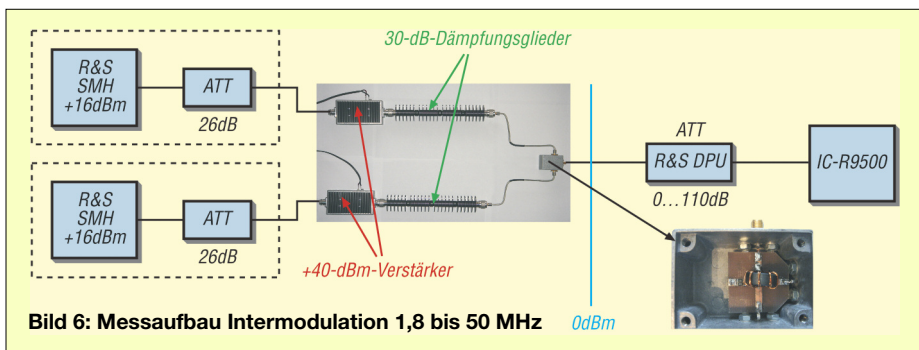 30-dB-Dämpfungsglieder
R&S
SMH
+16dBm
ATT
26dB
R&S
SMH
+16dBm
ATT
26dB
+40-dBm-Verstärker
ATT
R&S DPU
0...110dB
IC-R9500
0dBm
Bild 6: Messaufbau Intermodulation 1,8 bis 50 MHz